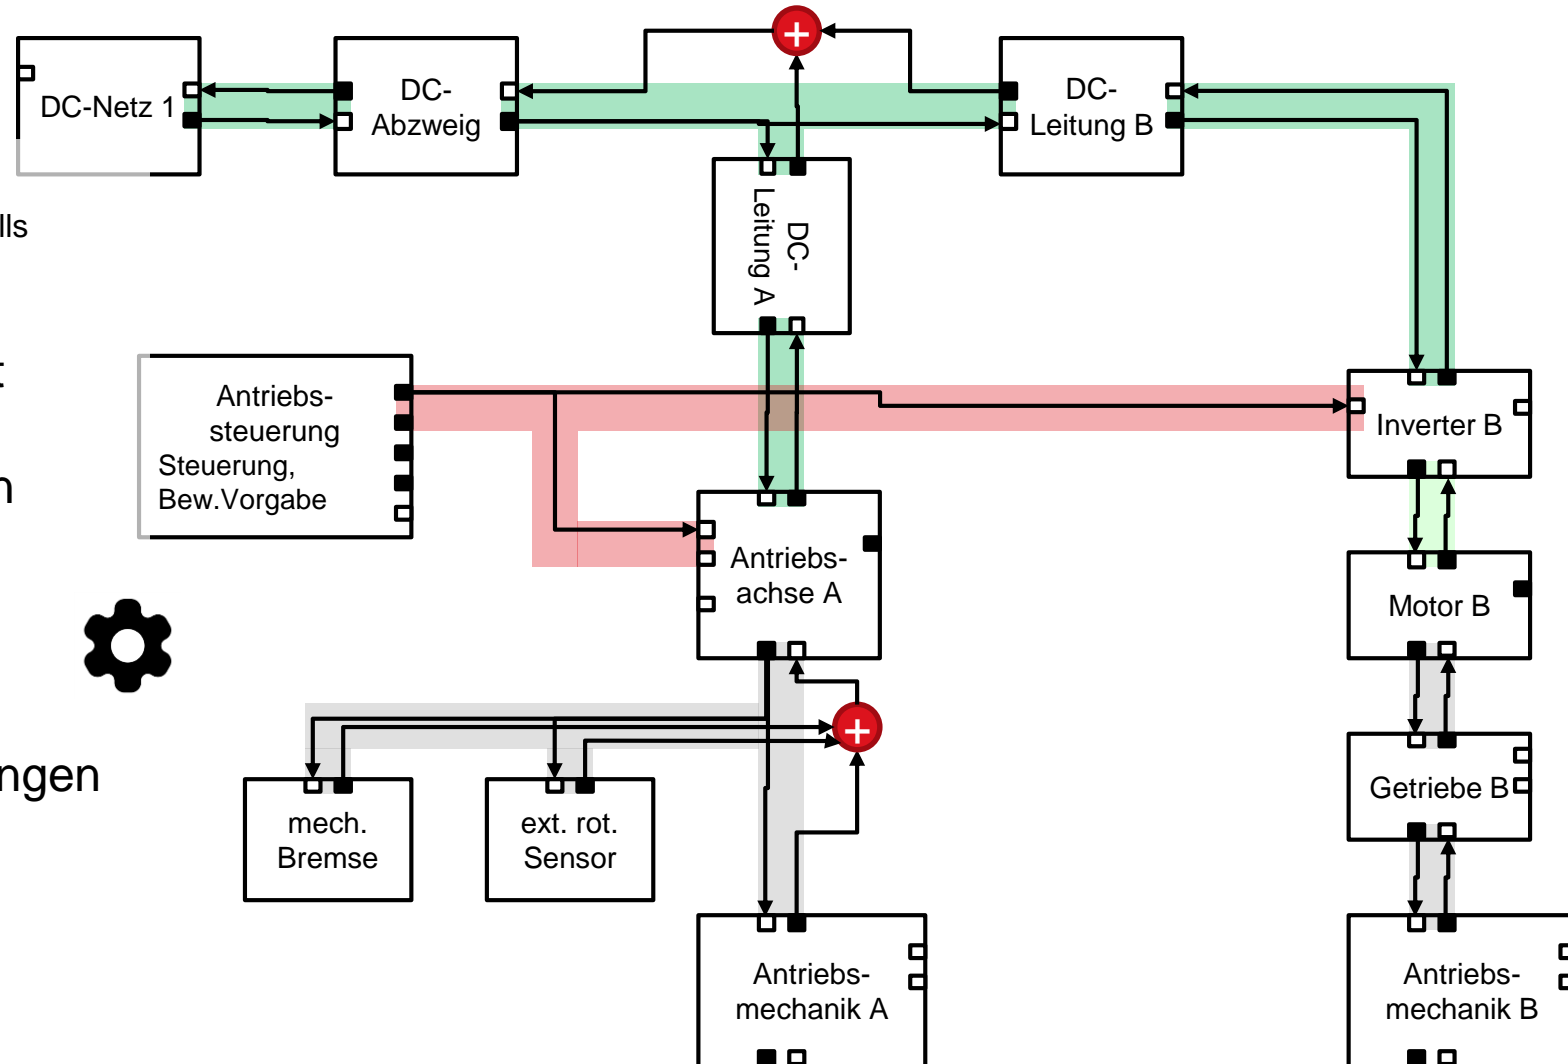 DC-Netz 1
DC-
Abzweig
+
DC-
Leitung B
DC-
Leitung A
lls
t
Antriebs-
steuerung
Steuerung,
Bew.Vorgabe
Inverter B
n
Antriebs-
achse A
Motor B
+
ngen
mech.
Bremse
ext. rot.
Sensor
Getriebe B
Antriebs-
mechanik A
Antriebs-
mechanik B